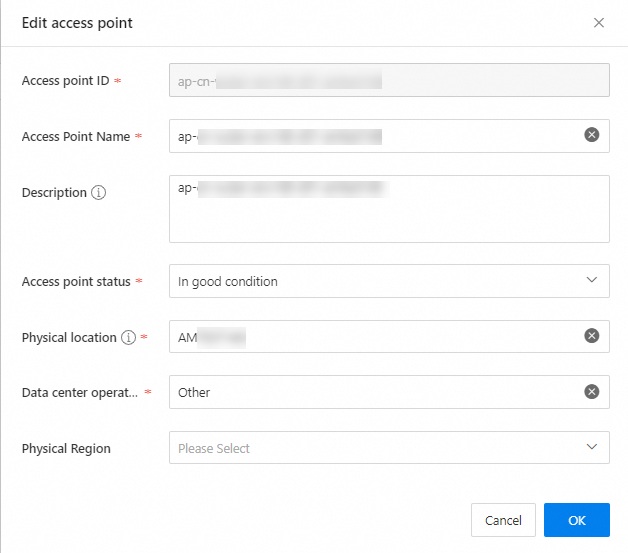 Edit access point
Access point ID *
ap-cn-
Access Point Name *
ap-
Description
ap-
Access point status *
In good condition
Physical location *
AM
Data center operat... *
Other
Physical Region
Please Select
Cancel
OK